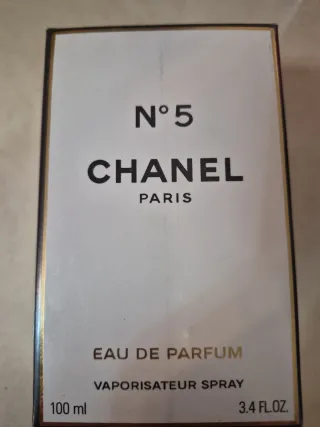 N°5
CHANEL
PARIS
EAU DE PARFUM
VAPORISATEUR SPRAY
100 ml 3.4 FL.OZ.